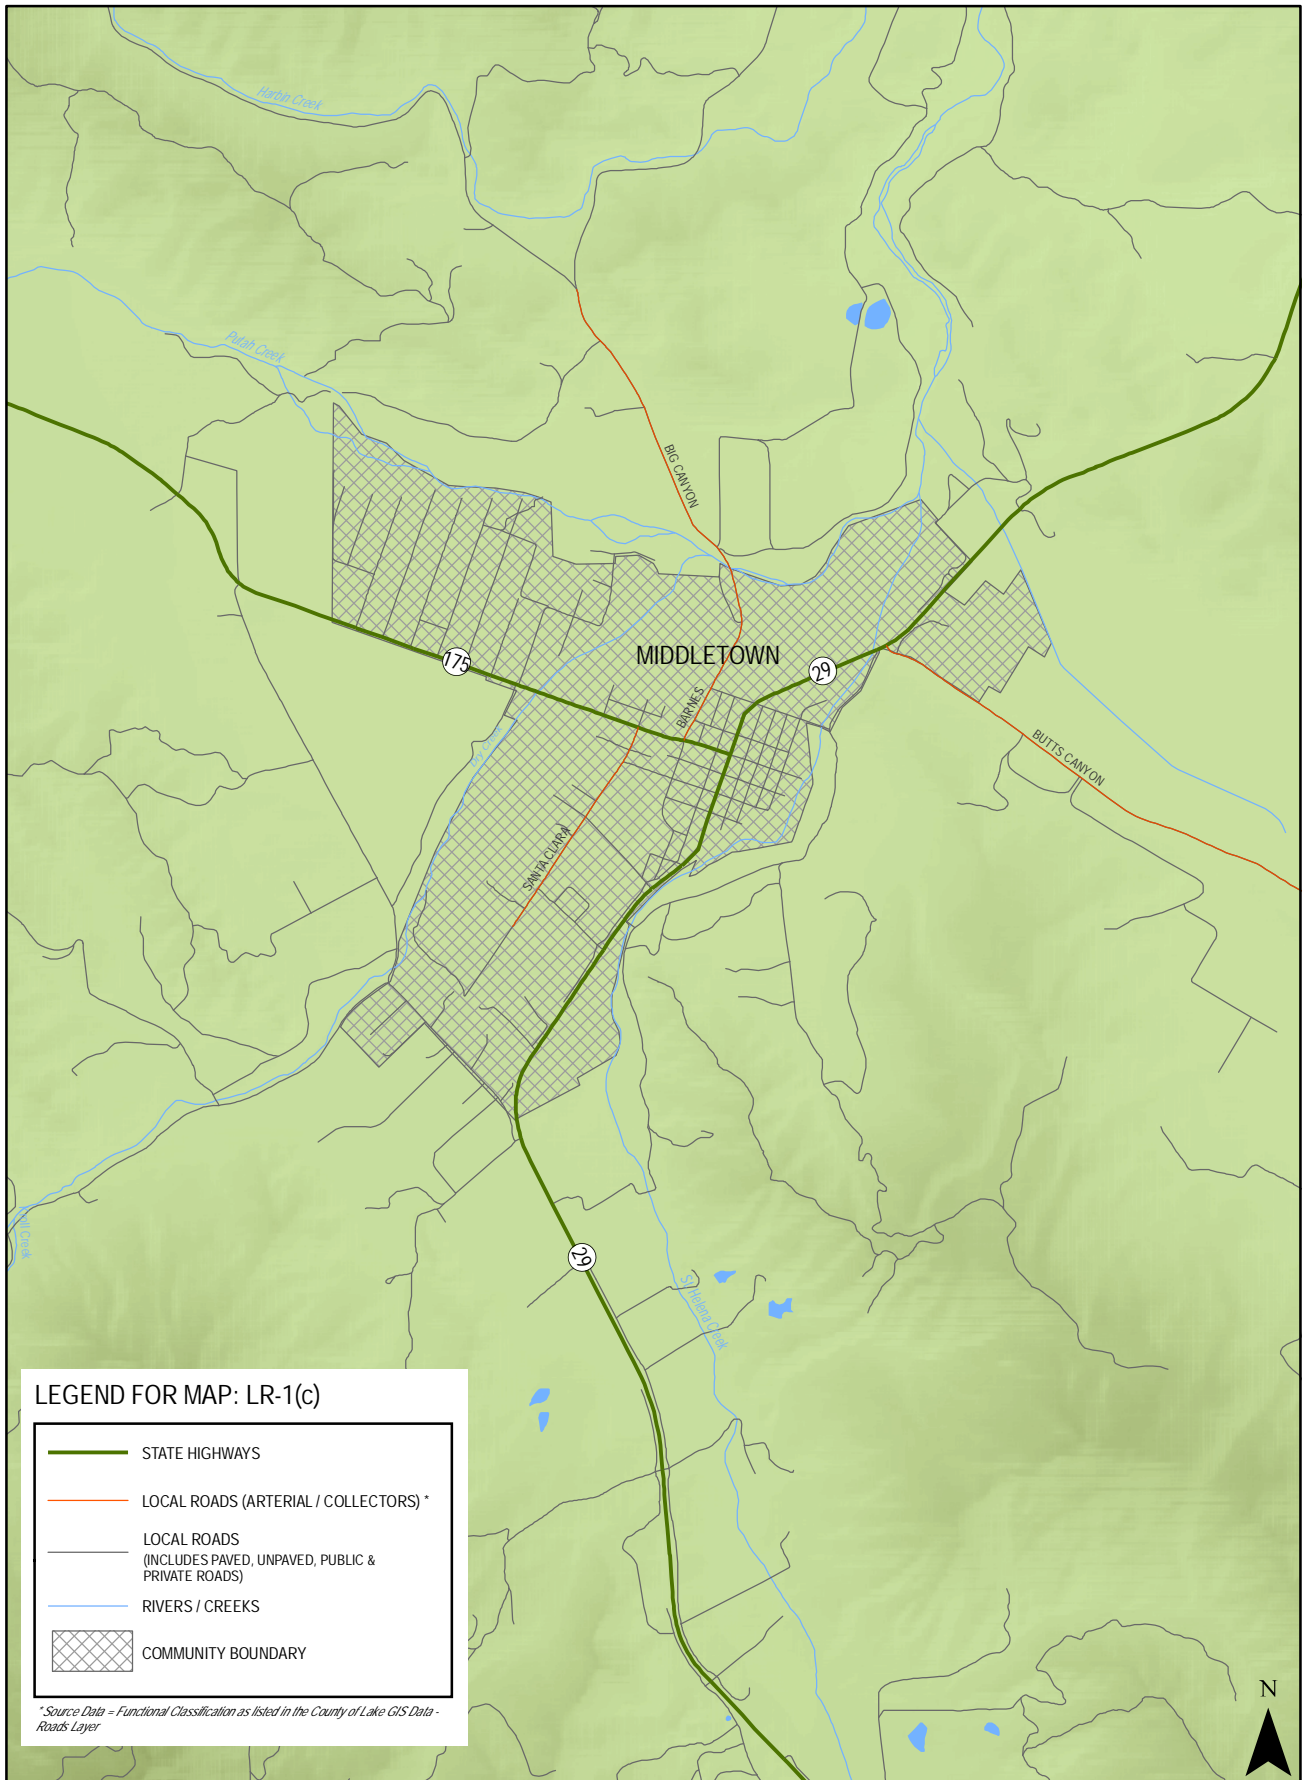 Harbin Creek
Putah Creek
BIG CANYON
MIDDLETOWN
175
29
BARNES
BUTTS CANYON
Dry Creek
SANTA CLARA
29
St Helena Creek
LEGEND FOR MAP: LR-1(c)
STATE HIGHWAYS
LOCAL ROADS (ARTERIAL / COLLECTORS) *
LOCAL ROADS
(INCLUDES PAVED, UNPAVED, PUBLIC &
PRIVATE ROADS)
RIVERS / CREEKS
COMMUNITY BOUNDARY
* Source Data = Functional Classification as listed in the County of Lake GIS Data -
Roads Layer
N